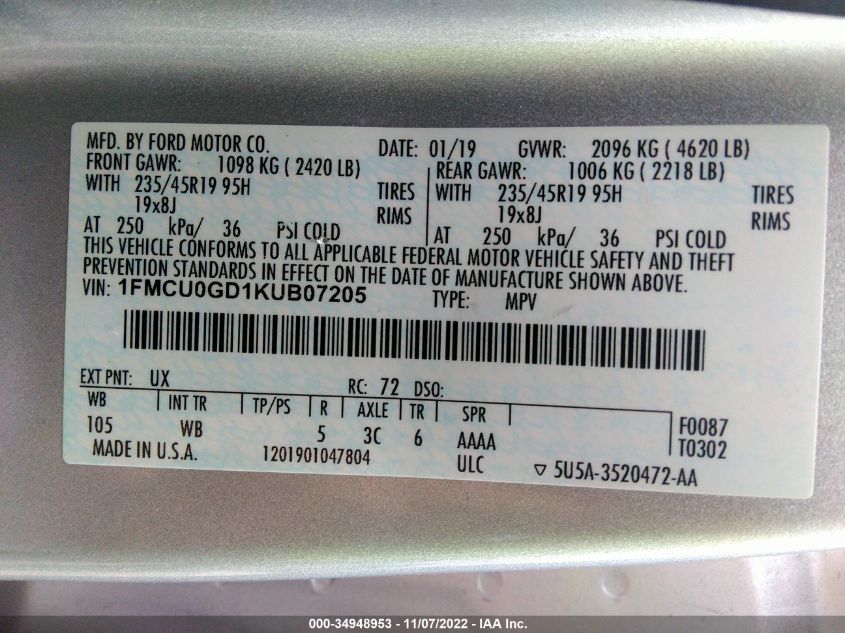 MFD. BY FORD MOTOR CO. DATE: 01/19 GVWR: 2096 KG ( 4620 LB)
FRONT GAWR: 1098 KG ( 2420 LB) REAR GAWR: 1006 KG ( 2218 LB)
WITH 235/45R19 95H TIRES WITH 235/45R19 95H TIRES
19x8J RIMS 19x8J RIMS
AT 250 kPa/ 36 PSI COLD AT 250 kPa/ 36 PSI COLD
THIS VEHICLE CONFORMS TO ALL APPLICABLE FEDERAL MOTOR VEHICLE SAFETY AND THEFT
PREVENTION STANDARDS IN EFFECT ON THE DATE OF MANUFACTURE SHOWN ABOVE.
VIN: 1FMCU0GD1KUB07205 TYPE: MPV
EXT PNT: UX RC: 72 DSO:
WB INT TR TP/PS R AXLE TR SPR F0087
105 WB 5 3C 6 AAAA T0302
MADE IN U.S.A. 1201901047804 ULC ▽ 5U5A-3520472-AA
000-34948953 - 11/07/2022 - IAA Inc.